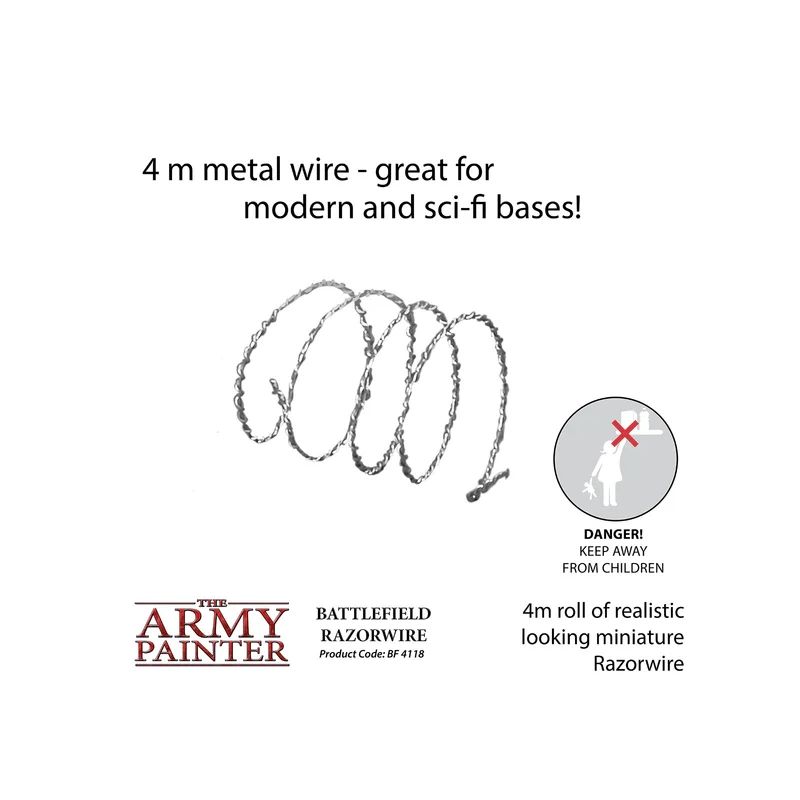 4 m metal wire - great for
modern and sci-fi bases!
DANGER!
KEEP AWAY
FROM CHILDREN
THE
ARMY
PAINTER
BATTLEFIELD
RAZORWIRE
Product Code: BF 4118
4m roll of realistic
looking miniature
Razorwire